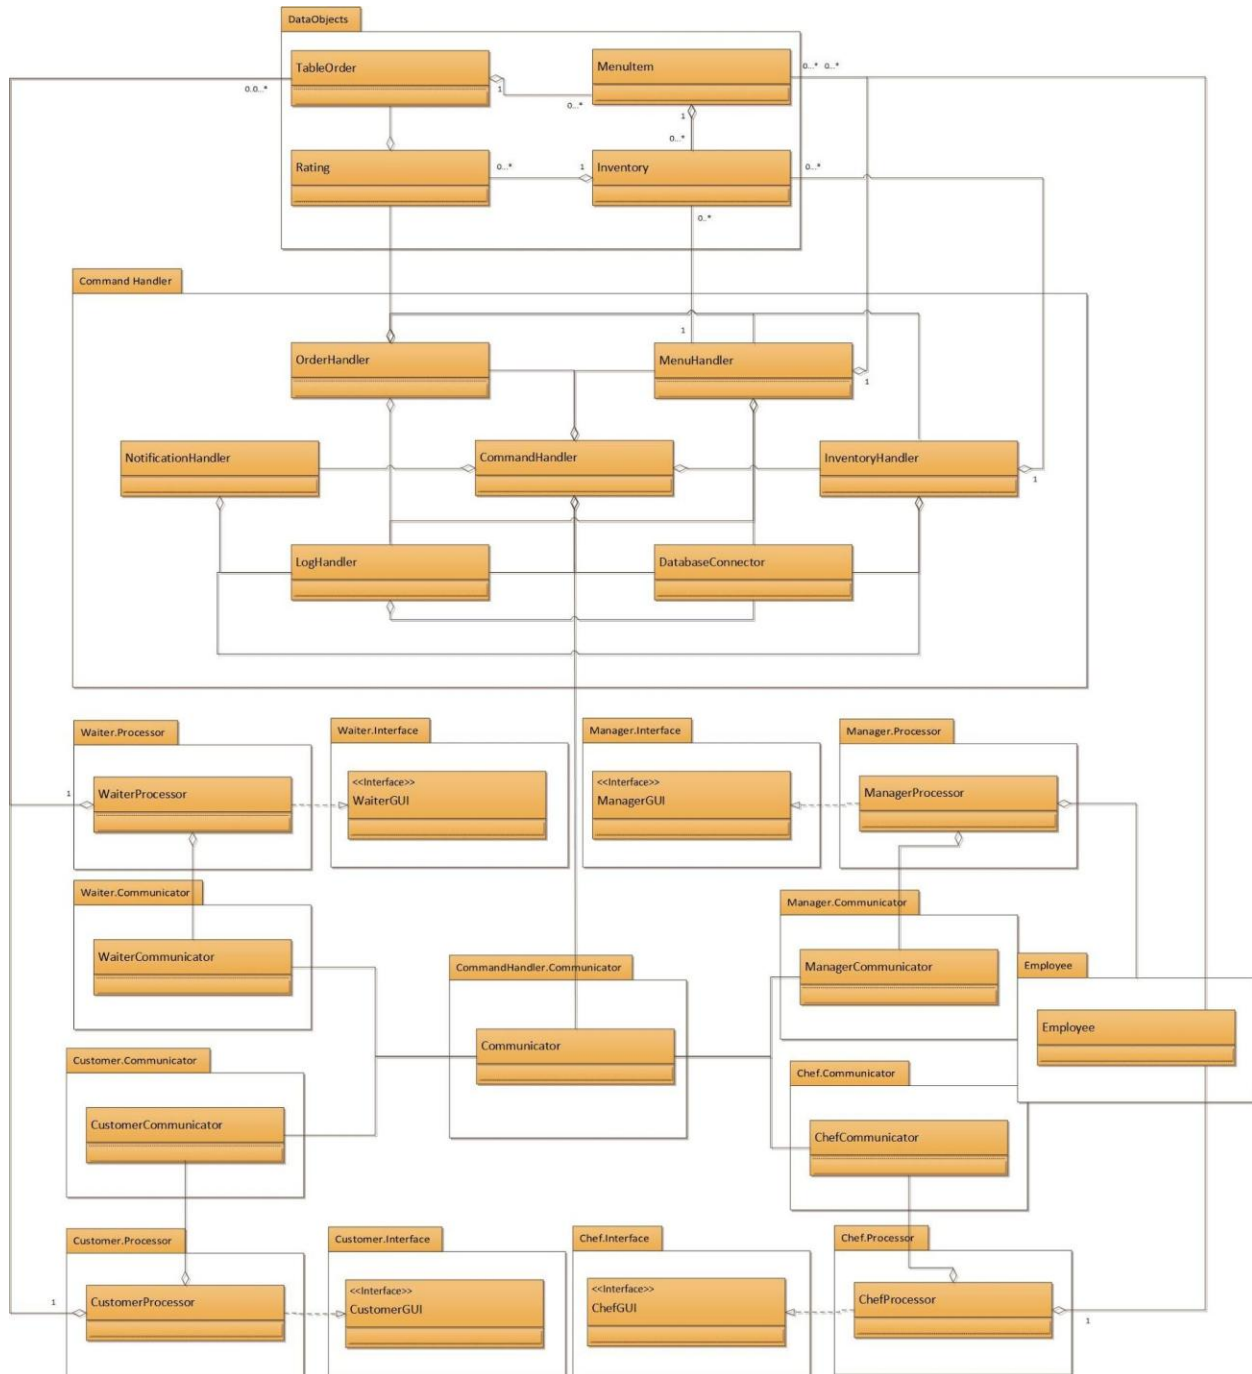 DataObjects
TableOrder
MenuItem
0...* 0...*
0.0...*
1
0...*
1
0...*
Rating
0...*
1
Inventory
0...*
0...*
Command Handler
1
OrderHandler
MenuHandler
1
NotificationHandler
CommandHandler
InventoryHandler
1
LogHandler
DatabaseConnector
Waiter.Processor
Waiter.Interface
Manager.Interface
Manager.Processor
1
WaiterProcessor
<<Interface>>
WaiterGUI
<<Interface>>
ManagerGUI
ManagerProcessor
Waiter.Communicator
Manager.Communicator
WaiterCommunicator
CommandHandler.Communicator
ManagerCommunicator
Employee
Communicator
Employee
Customer.Communicator
Chef.Communicator
CustomerCommunicator
ChefCommunicator
Customer.Processor
Customer.Interface
Chef.Interface
Chef.Processor
1
CustomerProcessor
<<Interface>>
CustomerGUI
<<Interface>>
ChefGUI
ChefProcessor
1